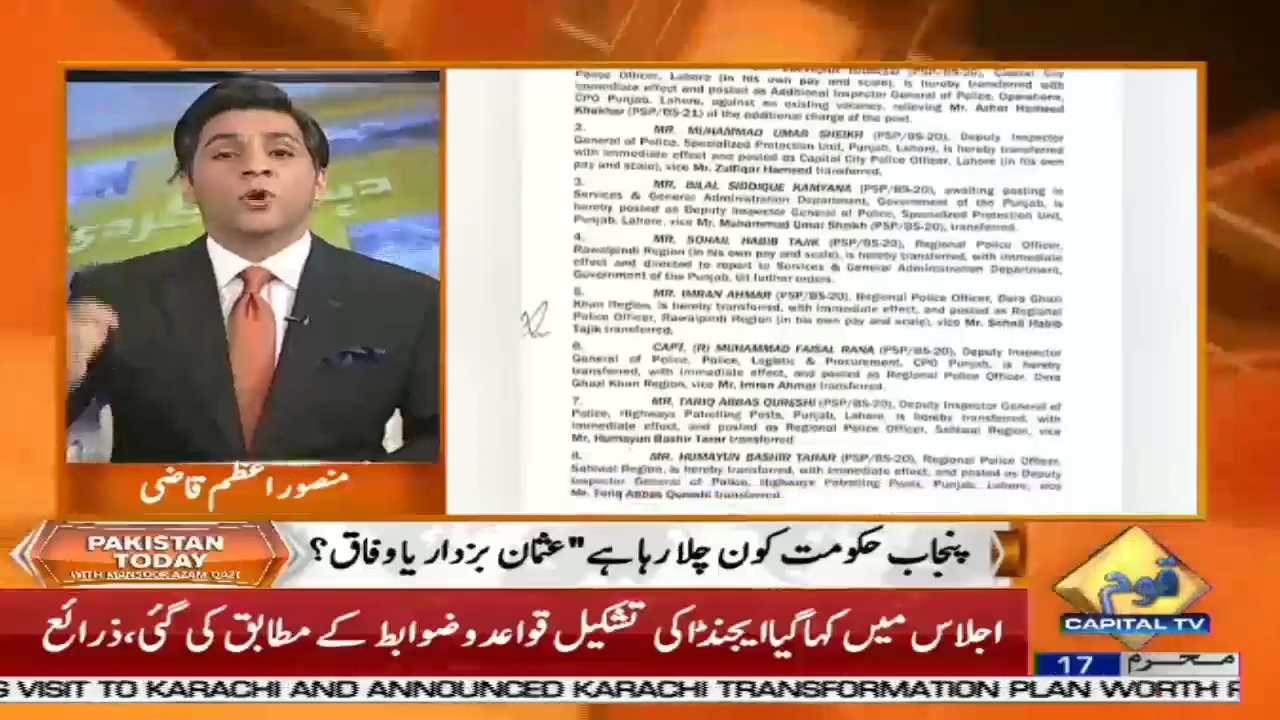 Police Officer, Lahore (in his own pay and scale), is hereby transferred with
immediate effect and posted as Additional Inspector General of Police, Operations,
CPO Punjab, Lahore, against an existing vacancy, relieving Mr. Ashar Hameed
Khokhar (PSP/BS-21) of the additional charge of the post.
2. MR. MUHAMMAD UMAR SHEIKH (PSP/BS-20), Deputy Inspector
General of Police, Specialized Protection Unit, Punjab, Lahore, is hereby transferred
with immediate effect and posted as Capital City Police Officer, Lahore (in his own
pay and scale), vice Mr. Zulfiqar Hameed transferred.
3. MR. BILAL SIDDIQUE KAMYANA (PSP/BS-20), awaiting posting in
Services & General Administration Department, Government of the Punjab, is
hereby posted as Deputy Inspector General of Police, Specialized Protection Unit,
Punjab, Lahore, vice Mr. Muhammad Umar Sheikh (PSP/BS-20), transferred.
4. MR. SOHAIL HABIB TAJIK (PSP/BS-20), Regional Police Officer,
Rawalpindi Region (in his own pay and scale), is hereby transferred, with immediate
effect and directed to report to Services & General Administration Department,
Government of the Punjab, till further orders.
5. MR. IMRAN AHMAR (PSP/BS-20), Regional Police Officer, Dera Ghazi
Khan Region, is hereby transferred, with immediate effect, and posted as Regional
Police Officer, Rawalpindi Region (in his own pay and scale), vice Mr. Sohail Habib
Tajik transferred.
6. CAPT. (R) MUHAMMAD FAISAL RANA (PSP/BS-20), Deputy Inspector
General of Police, Police, Logistic & Procurement, CPO Punjab, is hereby
transferred, with immediate effect, and posted as Regional Police Officer, Dera
Ghazi Khan Region, vice Mr. Imran Ahmar transferred.
7. MR. TARIQ ABBAS QURESHI (PSP/BS-20), Deputy Inspector General of
Police, Highways Patrolling Posts, Punjab, Lahore, is hereby transferred, with
immediate effect, and posted as Regional Police Officer, Sahiwal Region, vice
Mr. Humayun Bashir Tarar transferred.
8. MR. HUMAYUN BASHIR TARAR (PSP/BS-20), Regional Police Officer,
Sahiwal Region, is hereby transferred, with immediate effect, and posted as Deputy
Inspector General of Police, Highways Patrolling Posts, Punjab, Lahore, vice
Mr. Tariq Abbas Qureshi transferred.
منصور اعظم قاضی
PAKISTAN
TODAY
WITH MANSOOR AZAM QAZI
پنجاب حکومت کون چلا رہا ہے "عثمان بزدار یا وفاق؟
قوم
CAPITAL TV
اجلاس میں کہا گیا ایجنڈا کی تشکیل قواعد و ضوابط کے مطابق کی گئی، ذرائع
17 محرم
S VISIT TO KARACHI AND ANNOUNCED KARACHI TRANSFORMATION PLAN WORTH R